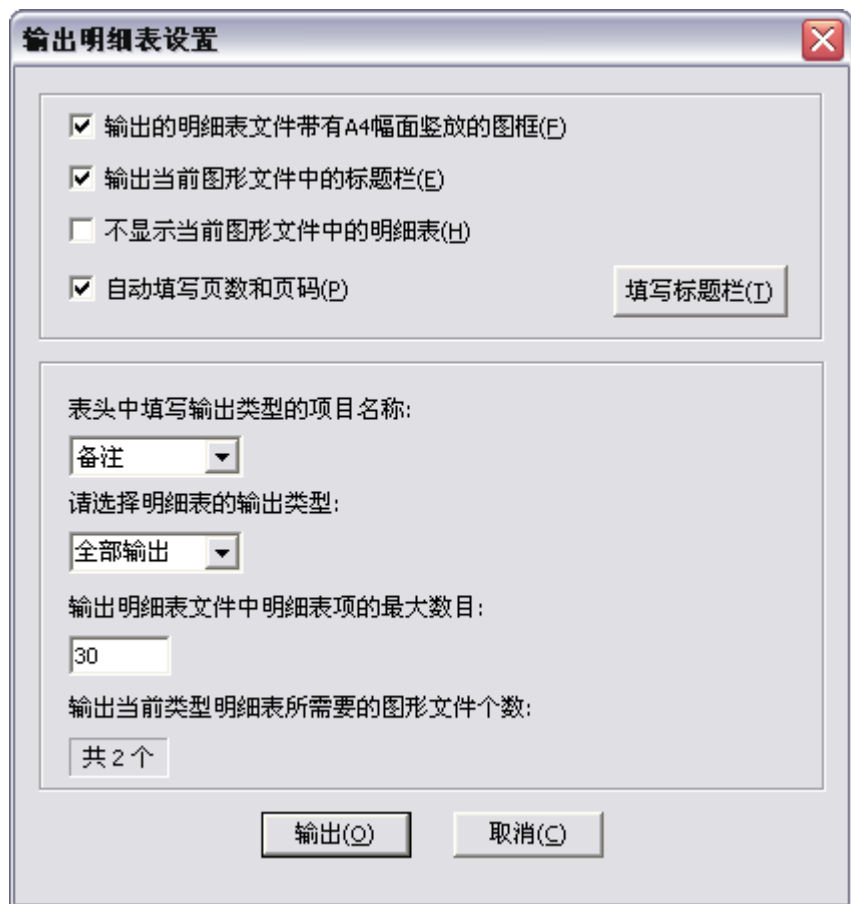 输出明细表设置
输出的明细表文件带有A4幅面竖放的图框(F)
输出当前图形文件中的标题栏(E)
不显示当前图形文件中的明细表(H)
自动填写页数和页码(P)
填写标题栏(T)
表头中填写输出类型的项目名称:
备注
请选择明细表的输出类型:
全部输出
输出明细表文件中明细表项的最大数目:
30
输出当前类型明细表所需要的图形文件个数:
共2个
输出(O)
取消(C)